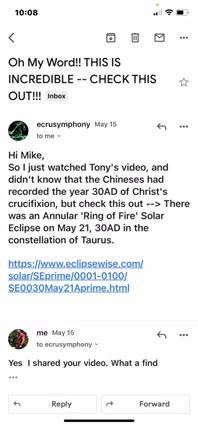 10:08
Oh My Word!! THIS IS
INCREDIBLE -- CHECK THIS
OUT!!! Inbox
ecrusymphony May 15
to me
Hi Mike,
So I just watched Tony's video, and
didn't know that the Chineses had
recorded the year 30AD of Christ's
crucifixion, but check this out --> There
was an Annular 'Ring of Fire' Solar
Eclipse on May 21, 30AD in the
constellation of Taurus.
https://www.eclipsewise.com/
solar/SEprime/0001-0100/
SE0030May21Aprime.html
me May 15
to ecrusymphony
Yes I shared your video. What a find
...
Reply
Forward